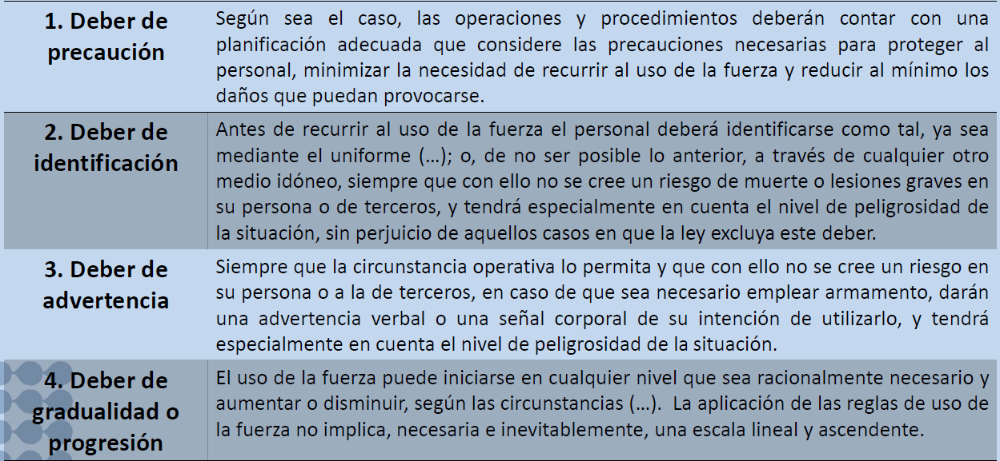 1. Deber de
precaución
Según sea el caso, las operaciones y procedimientos deberán contar con una
planificación adecuada que considere las precauciones necesarias para proteger al
personal, minimizar la necesidad de recurrir al uso de la fuerza y reducir al mínimo los
daños que puedan provocarse.
2. Deber de
identificación
Antes de recurrir al uso de la fuerza el personal deberá identificarse como tal, ya sea
mediante el uniforme (…); o, de no ser posible lo anterior, a través de cualquier otro
medio idóneo, siempre que con ello no se cree un riesgo de muerte o lesiones graves en
su persona o de terceros, y tendrá especialmente en cuenta el nivel de peligrosidad de
la situación, sin perjuicio de aquellos casos en que la ley excluya este deber.
3. Deber de
advertencia
Siempre que la circunstancia operativa lo permita y que con ello no se cree un riesgo en
su persona o a la de terceros, en caso de que sea necesario emplear armamento, darán
una advertencia verbal o una señal corporal de su intención de utilizarlo, y tendrá
especialmente en cuenta el nivel de peligrosidad de la situación.
4. Deber de
gradualidad o
progresión
El uso de la fuerza puede iniciarse en cualquier nivel que sea racionalmente necesario y
aumentar o disminuir, según las circunstancias (…). La aplicación de las reglas de uso de
la fuerza no implica, necesaria e inevitablemente, una escala lineal y ascendente.